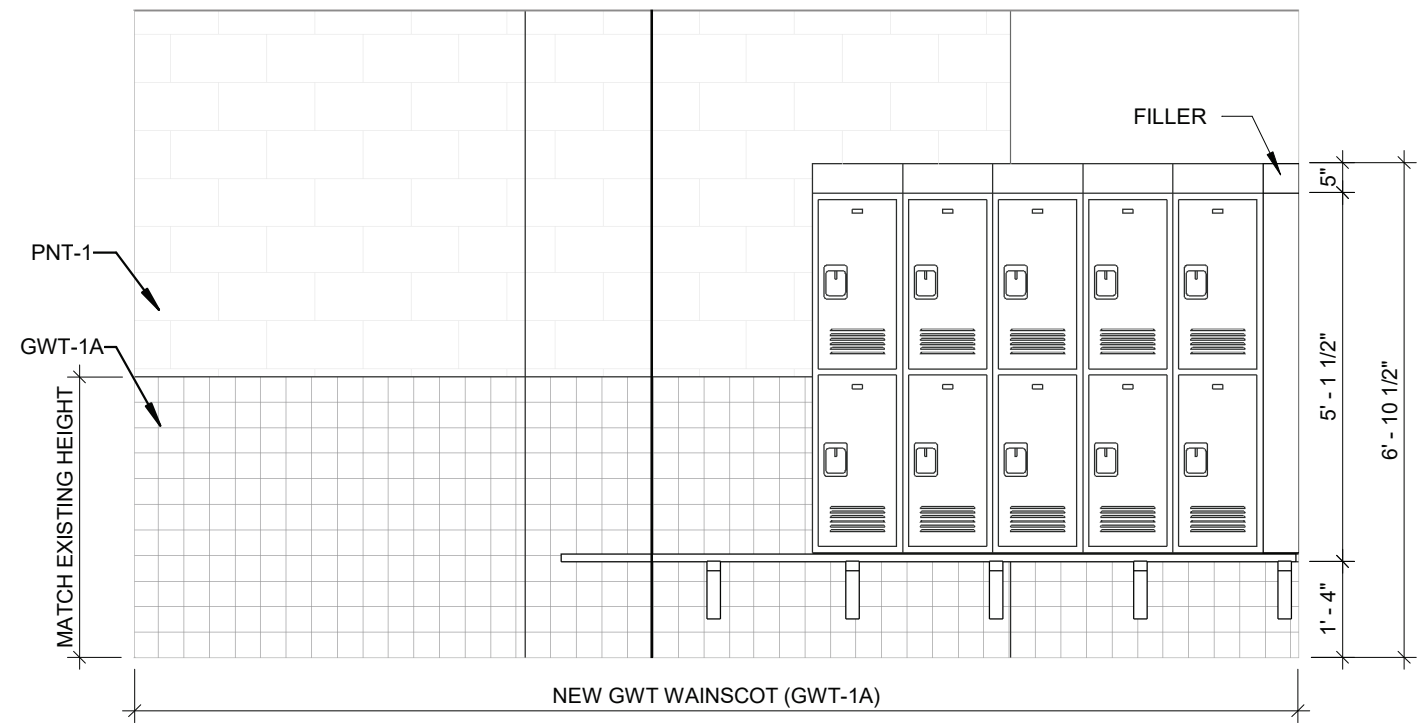 FILLER
5"
PNT-1
GWT-1A
MATCH EXISTING HEIGHT
5' - 1 1/2"
6' - 10 1/2"
1' - 4"
NEW GWT WAINSCOT (GWT-1A)